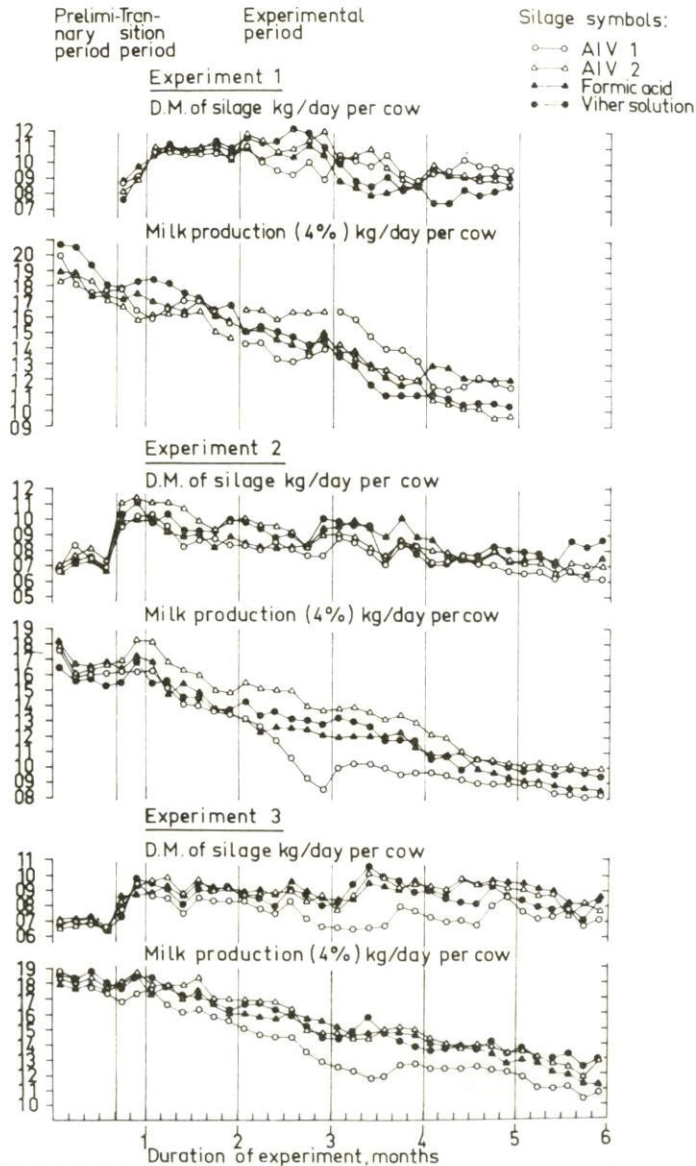 Prelimi-
nary
period
Tran-
sition
period
Experimental
period
Silage symbols:
AIV 1
AIV 2
Formic acid
Viher solution
Experiment 1
D.M. of silage kg/day per cow
12
11
10
09
08
07
Milk production (4%) kg/day per cow
20
19
18
17
16
15
14
13
12
11
10
09
Experiment 2
D.M. of silage kg/day per cow
12
11
10
09
08
07
06
05
Milk production (4%) kg/day per cow
19
18
17
16
15
14
13
12
11
10
09
08
Experiment 3
D.M. of silage kg/day per cow
11
10
09
08
07
06
Milk production (4%) kg/day per cow
19
18
17
16
15
14
13
12
11
10
1 2 3 4 5 6
Duration of experiment, months